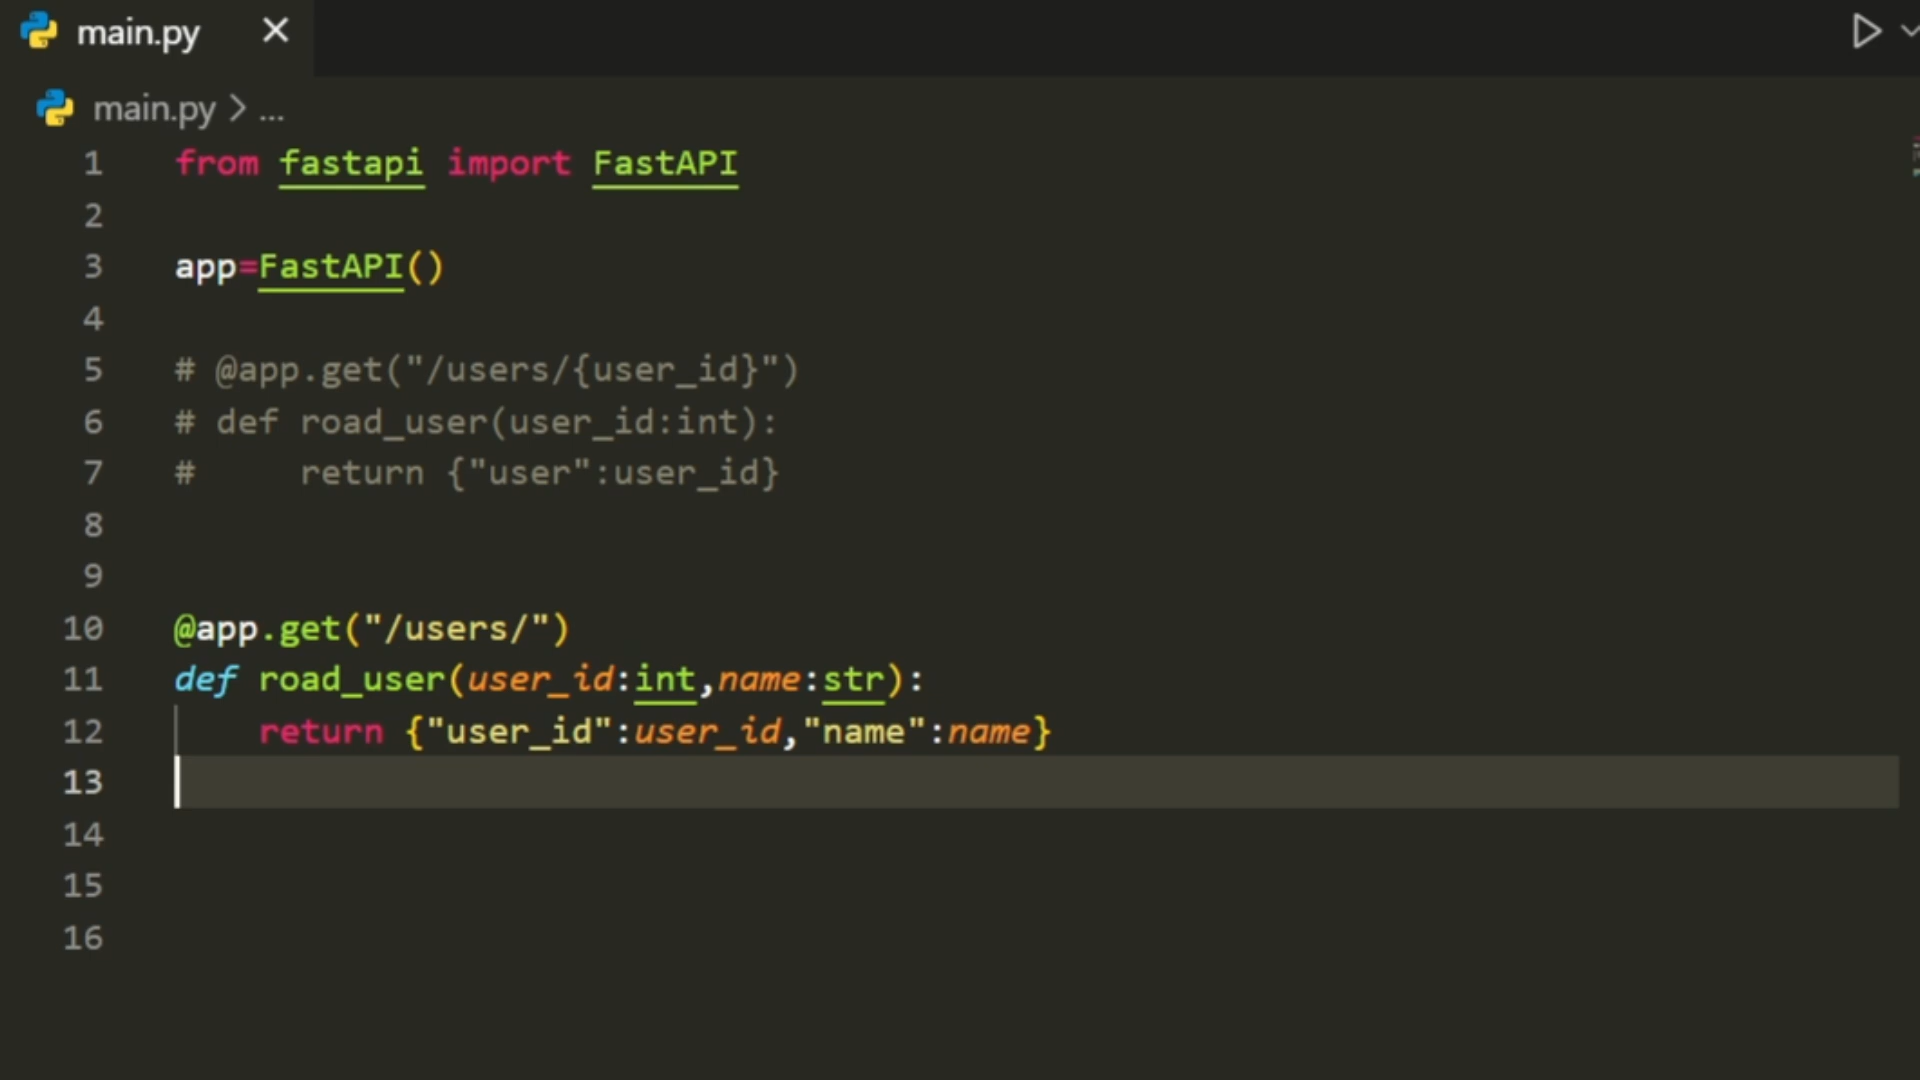 main.py
main.py > ...
1 from fastapi import FastAPI
2
3 app=FastAPI()
4
5 # @app.get("/users/{user_id}")
6 # def road_user(user_id:int):
7 #     return {"user":user_id}
8
9
10 @app.get("/users/")
11 def road_user(user_id:int,name:str):
12     return {"user_id":user_id,"name":name}
13
14
15
16